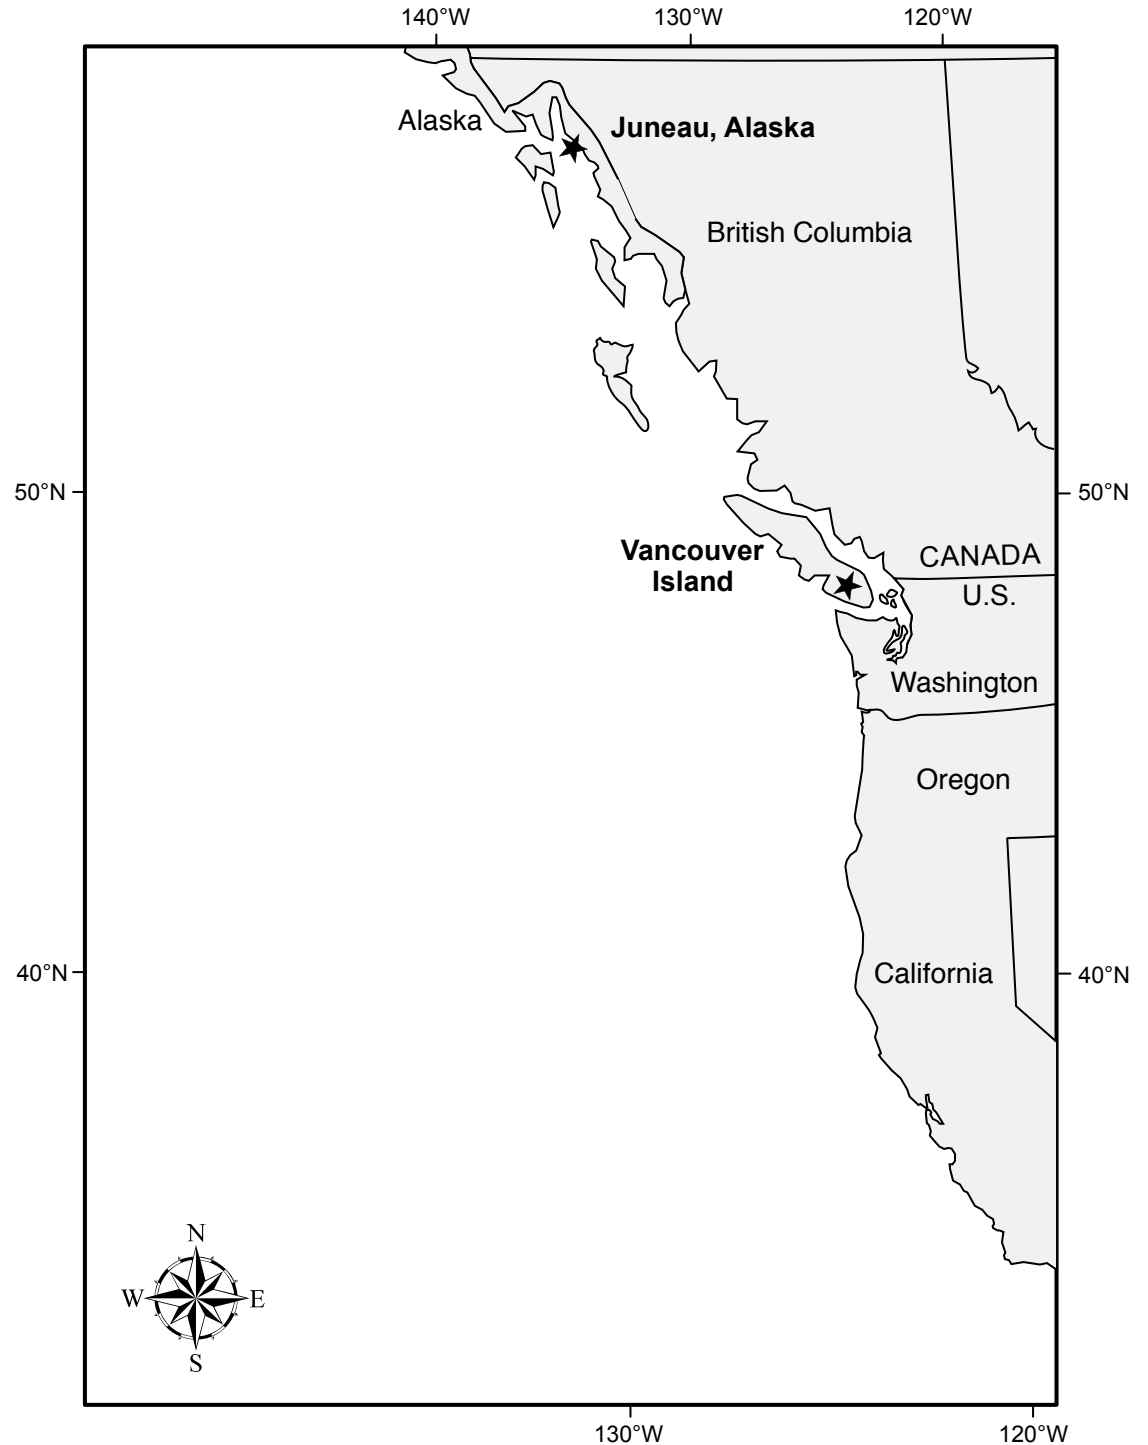 140°W 130°W 120°W
Alaska
Juneau, Alaska
British Columbia
50°N
50°N
Vancouver
Island
CANADA
U.S.
Washington
Oregon
40°N
California
40°N
N
W
E
S
130°W 120°W